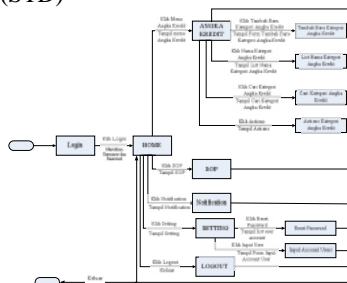 (STD)
Klik Menu
Angka Kredit
Tampil menu
Angka Kredit
ANGKA
KREDIT
Klik Tambah Baru
Kategori Angka Kredit
Tampil Form Tambah Baru
Kategori Angka Kredit
Tambah Baru Kategori
Angka Kredit
Klik Nama Kategori
Angka Kredit
Tampil List Nama
Kategori Angka Kredit
List Nama Kategori
Angka Kredit
Klik Cari Kategori
Angka Kredit
Tampil Cari Kategori
Angka Kredit
Cari Kategori Angka
Kredit
Klik Actions
Tampil Actions
Actions Kategori
Angka Kredit
Login
Klik Login
HOME
Klik SOP
Tampil SOP
SOP
Klik Notification
Tampil Notification
Notification
Klik Setting
Tampil Setting
SETTING
Klik Reset
Password
account
Reset Password
Klik Input User
Tampil Form Input
Account User
Input Account Users
Klik Logout
Keluar
LOGOUT
Keluar